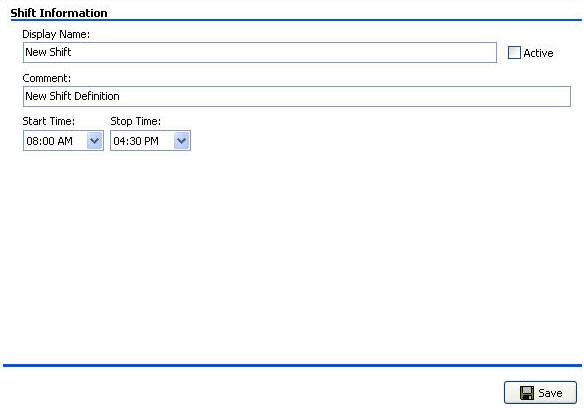 Shift Information
Display Name:
New Shift
Active
Comment:
New Shift Definition
Start Time: Stop Time:
08:00 AM 04:30 PM
Save